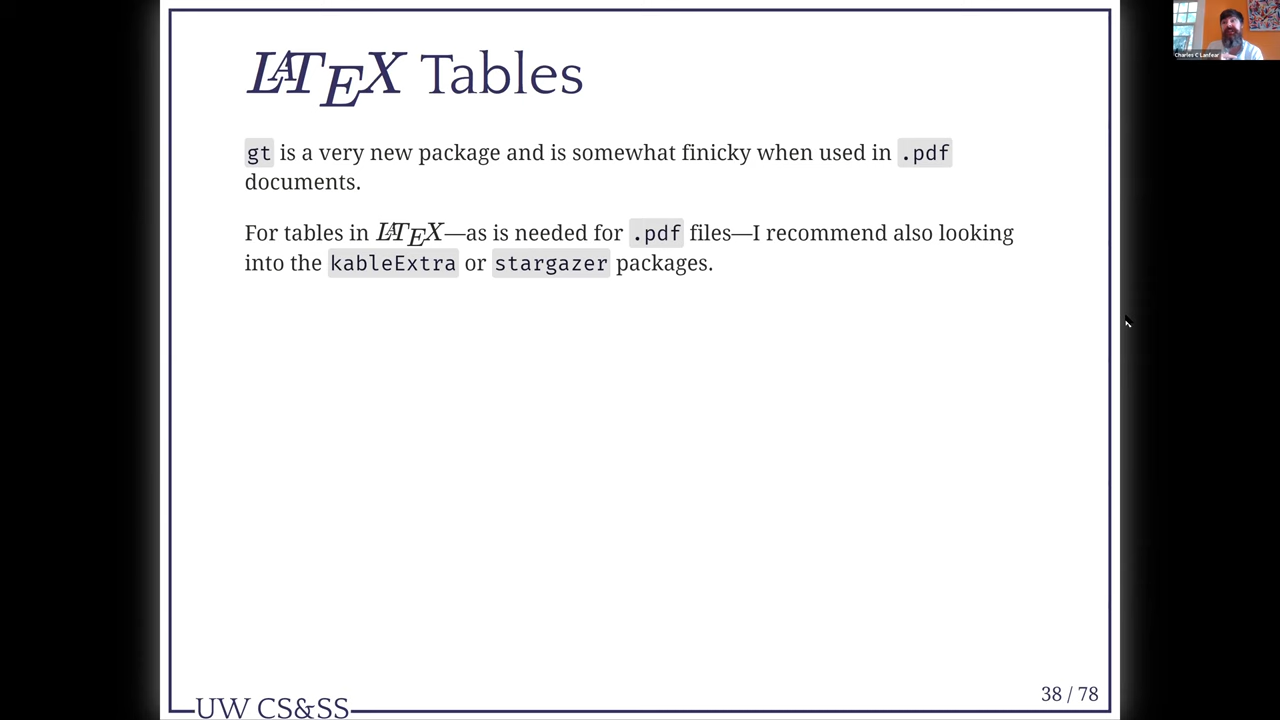 LATEX Tables
gt is a very new package and is somewhat finicky when used in .pdf
documents.
For tables in LATEX—as is needed for .pdf files—I recommend also looking
into the kableExtra or stargazer packages.
38 / 78
UW CS&SS
Charles C Lanfear